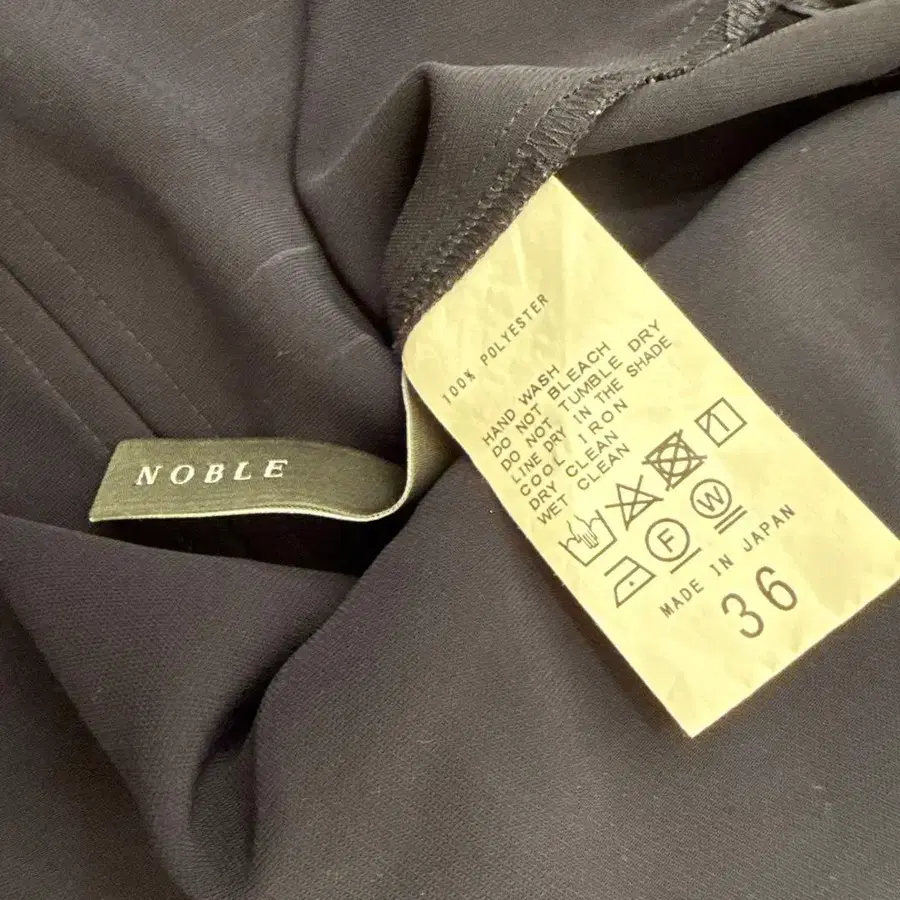 NOBLE
100% POLYESTER
HAND WASH
DO NOT BLEACH
DO NOT TUMBLE DRY
LINE DRY IN THE SHADE
COOL IRON
DRY CLEAN
WET CLEAN
F
W
MADE IN JAPAN
36